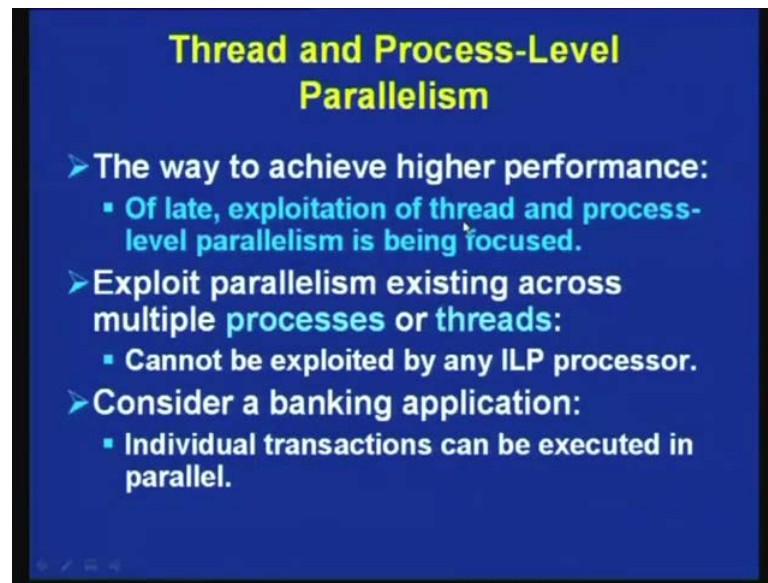 Thread and Process-Level
Parallelism
➢The way to achieve higher performance:
▪ Of late, exploitation of thread and process-
level parallelism is being focused.
➢Exploit parallelism existing across
multiple processes or threads:
▪ Cannot be exploited by any ILP processor.
➢Consider a banking application:
▪ Individual transactions can be executed in
parallel.